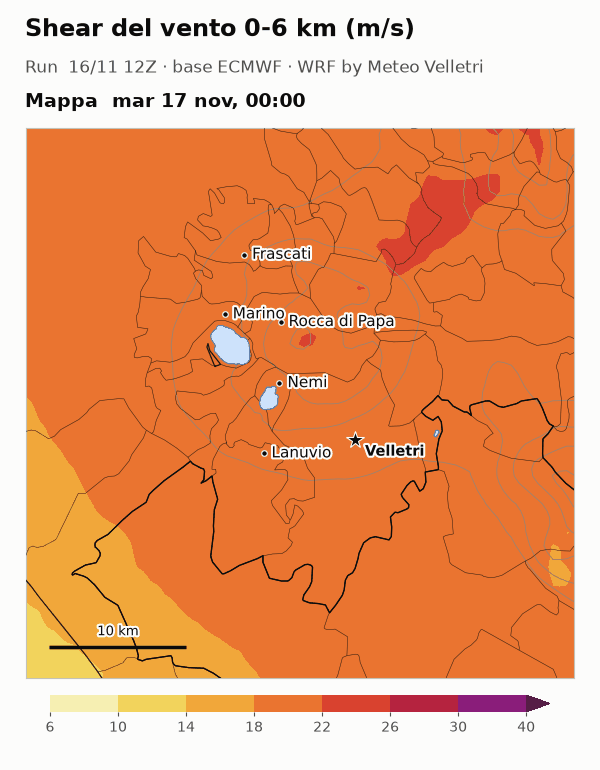 Shear del vento 0-6 km (m/s)
Run  16/11 12Z · base ECMWF · WRF by Meteo Velletri
Mappa  mar 17 nov, 00:00
Frascati
Marino
Rocca di Papa
Nemi
Velletri
Lanuvio
10 km
6 10 14 18 22 26 30 40